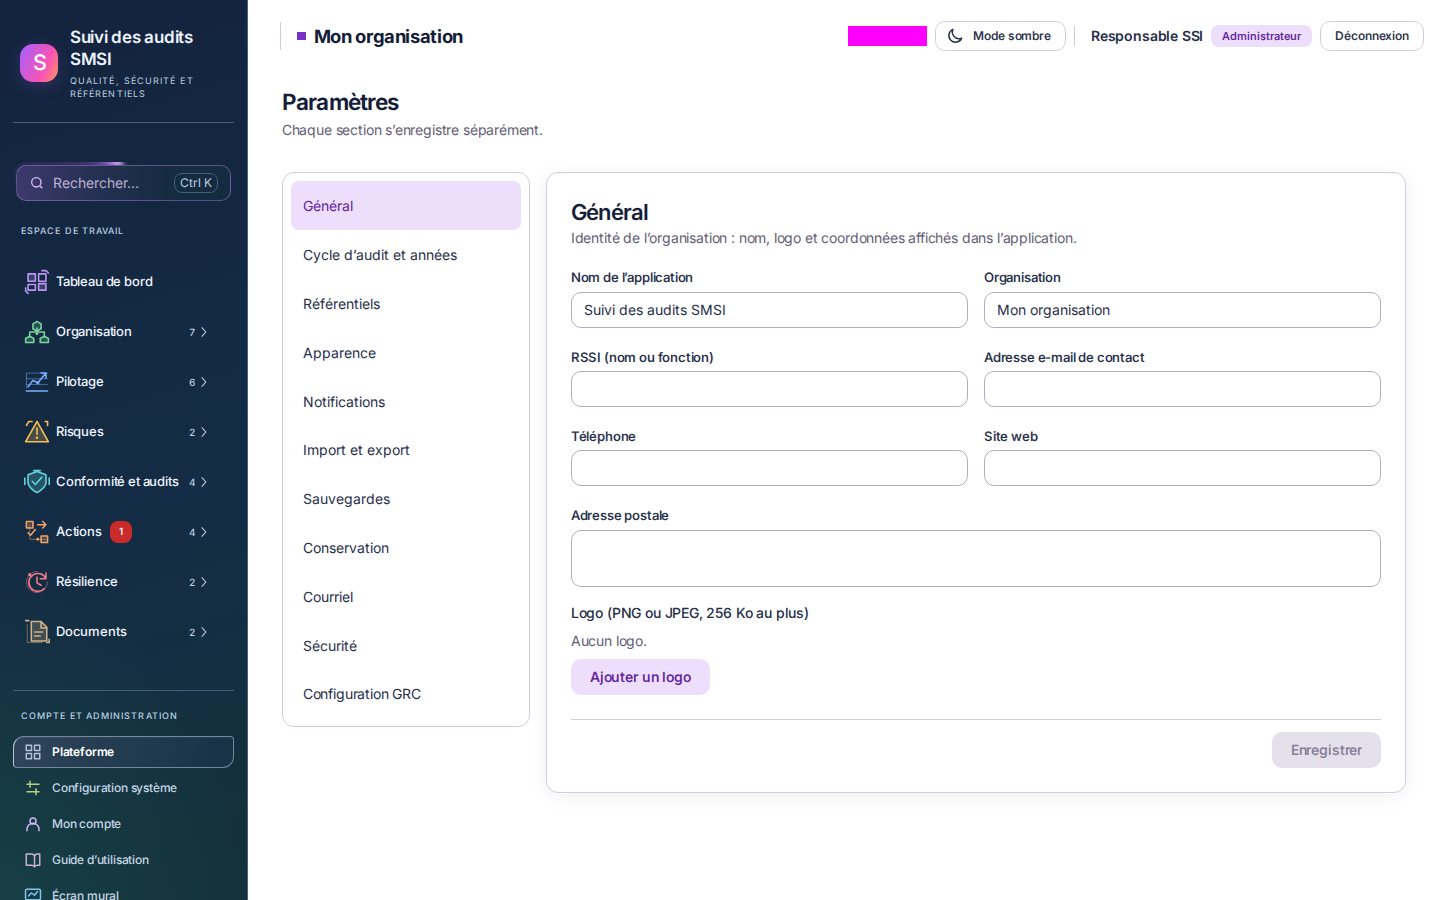 Suivi des audits
SMSI
QUALITÉ, SÉCURITÉ ET
RÉFÉRENTIELS
Rechercher...
Ctrl K
ESPACE DE TRAVAIL
Tableau de bord
Organisation 7
Pilotage 6
Risques 2
Conformité et audits 4
Actions 1 4
Résilience 2
Documents 2
COMPTE ET ADMINISTRATION
Plateforme
Configuration système
Mon compte
Guide d’utilisation
Écran mural
Mon organisation
Mode sombre
Responsable SSI
Administrateur
Déconnexion
Paramètres
Chaque section s’enregistre séparément.
Général
Cycle d’audit et années
Référentiels
Apparence
Notifications
Import et export
Sauvegardes
Conservation
Courriel
Sécurité
Configuration GRC
Général
Identité de l’organisation : nom, logo et coordonnées affichés dans l’application.
Nom de l’application
Suivi des audits SMSI
Organisation
Mon organisation
RSSI (nom ou fonction)
Adresse e-mail de contact
Téléphone
Site web
Adresse postale
Logo (PNG ou JPEG, 256 Ko au plus)
Aucun logo.
Ajouter un logo
Enregistrer